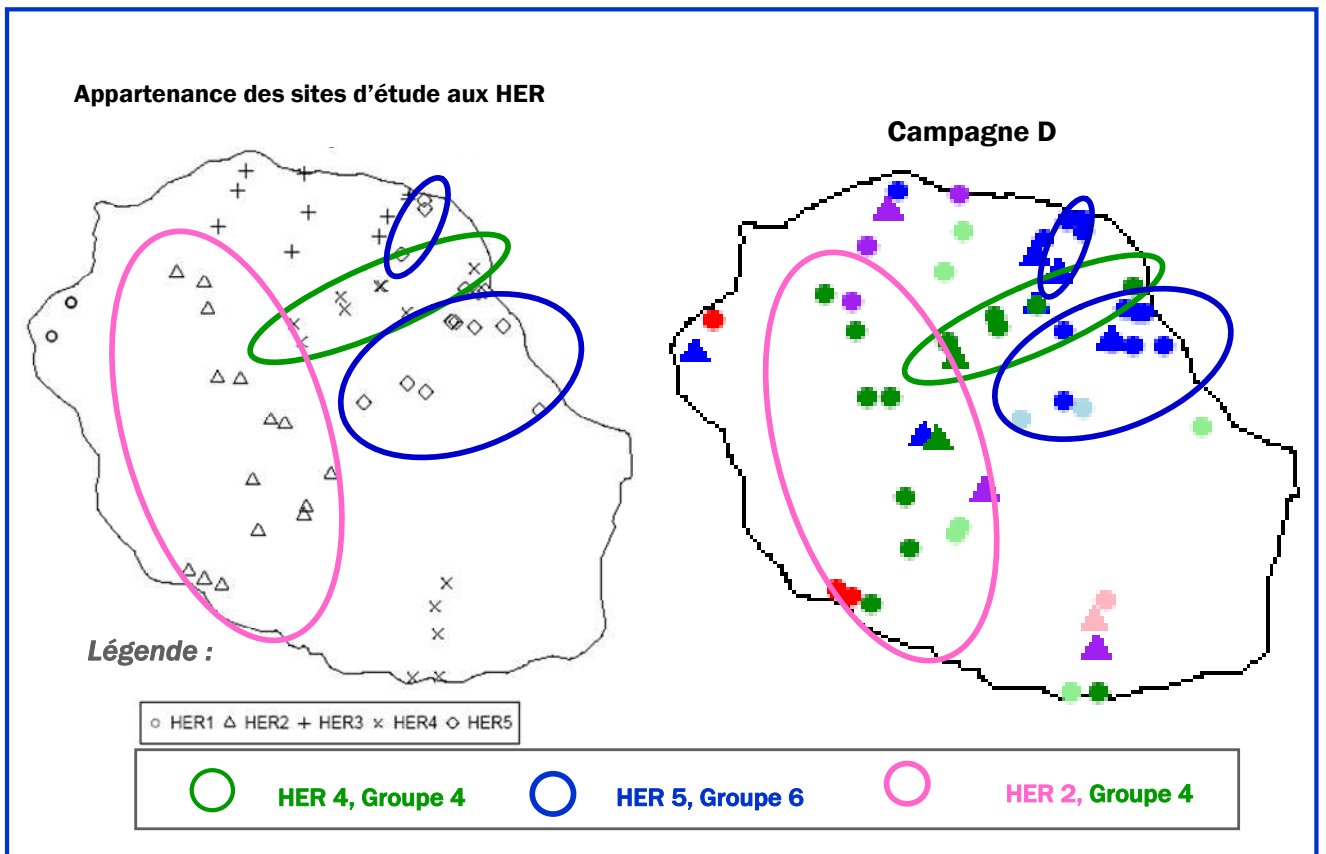 Appartenance des sites d'étude aux HER
Campagne D
Légende :
HER1 HER2 HER3 HER4 HER5
HER 4, Groupe 4
HER 5, Groupe 6
HER 2, Groupe 4